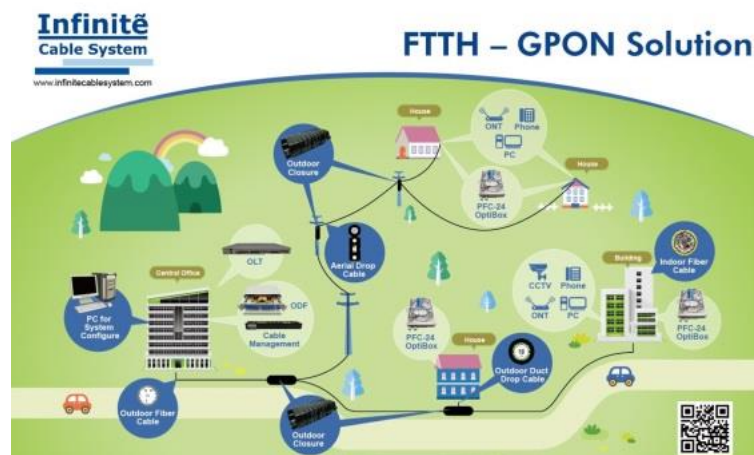 Infinitẽ
Cable System
www.infinitecablesystem.com
FTTH – GPON Solution
House
ONT
Phone
PC
Outdoor
Closure
House
PFC-24
OptiBox
OLT
Aerial Drop
Cable
Central Office
Building
Indoor Fiber
Cable
CCTV
Phone
ONT
PC
PC for
System
Configure
ODF
Cable
Management
PFC-24
OptiBox
House
PFC-24
OptiBox
Outdoor Duct
Drop Cable
Outdoor Fiber
Cable
Outdoor
Closure